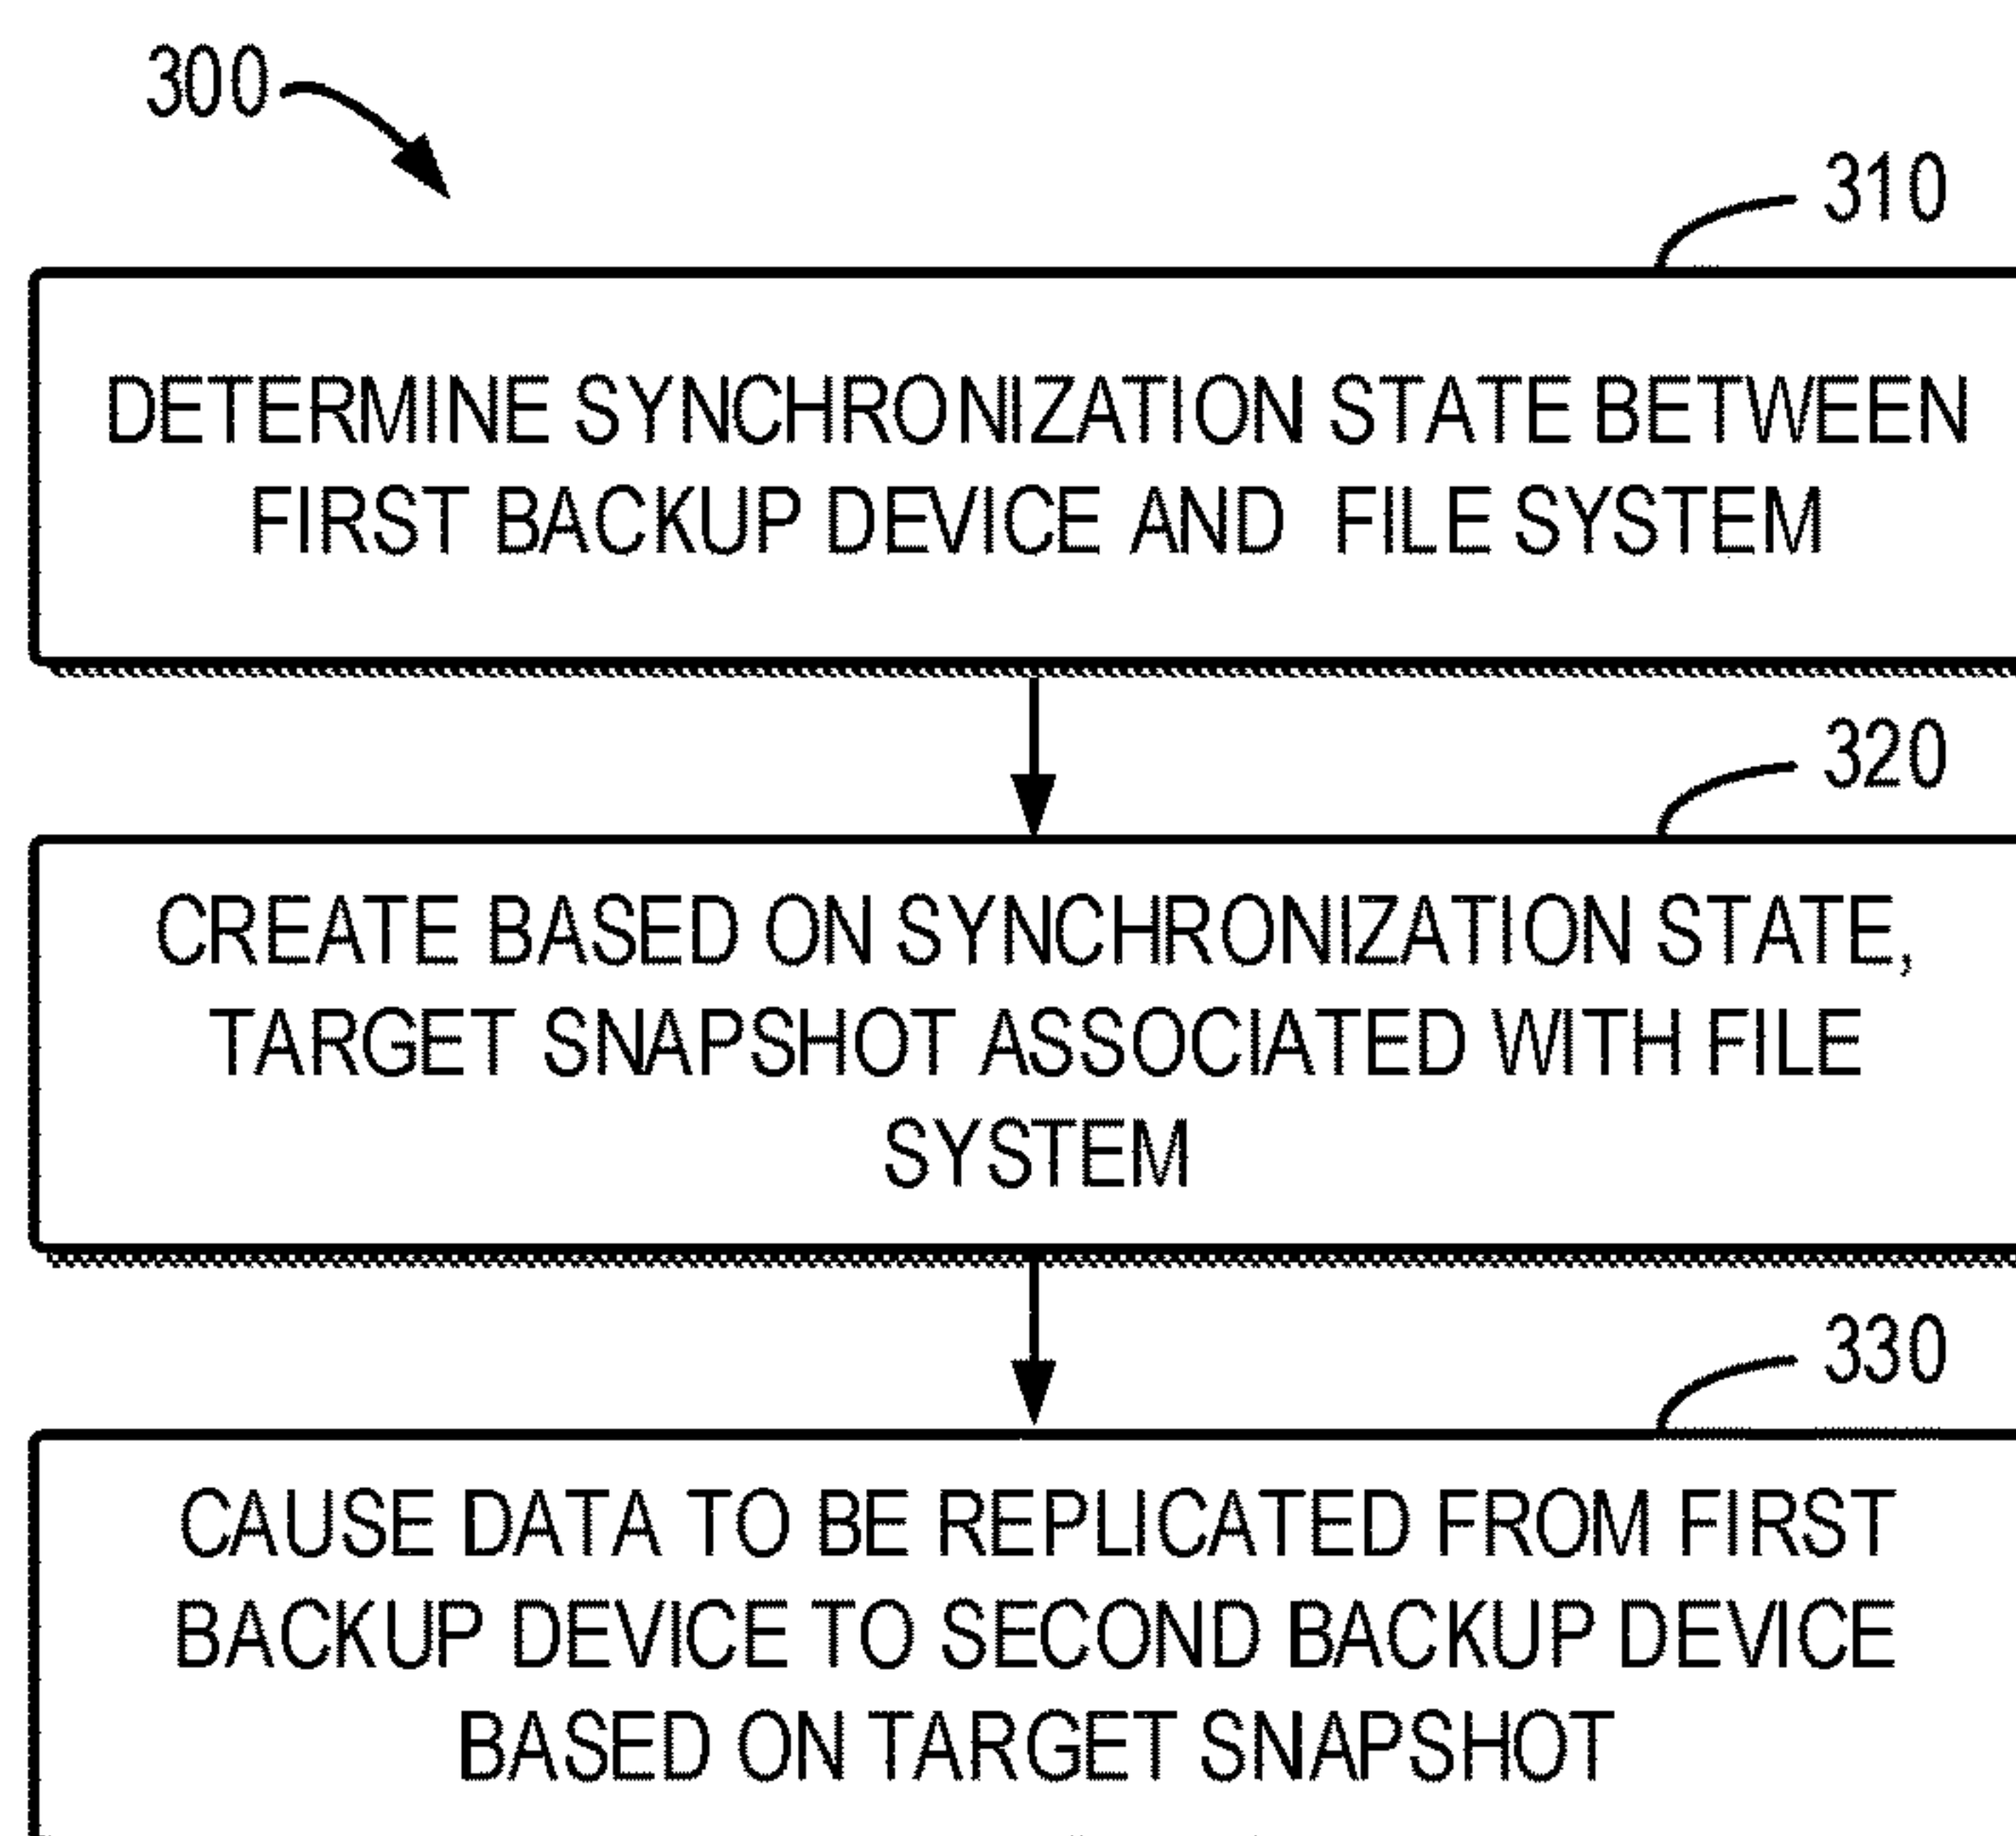 300
310
DETERMINE SYNCHRONIZATION STATE BETWEEN
FIRST BACKUP DEVICE AND FILE SYSTEM
320
CREATE BASED ON SYNCHRONIZATION STATE,
TARGET SNAPSHOT ASSOCIATED WITH FILE
SYSTEM
330
CAUSE DATA TO BE REPLICATED FROM FIRST
BACKUP DEVICE TO SECOND BACKUP DEVICE
BASED ON TARGET SNAPSHOT